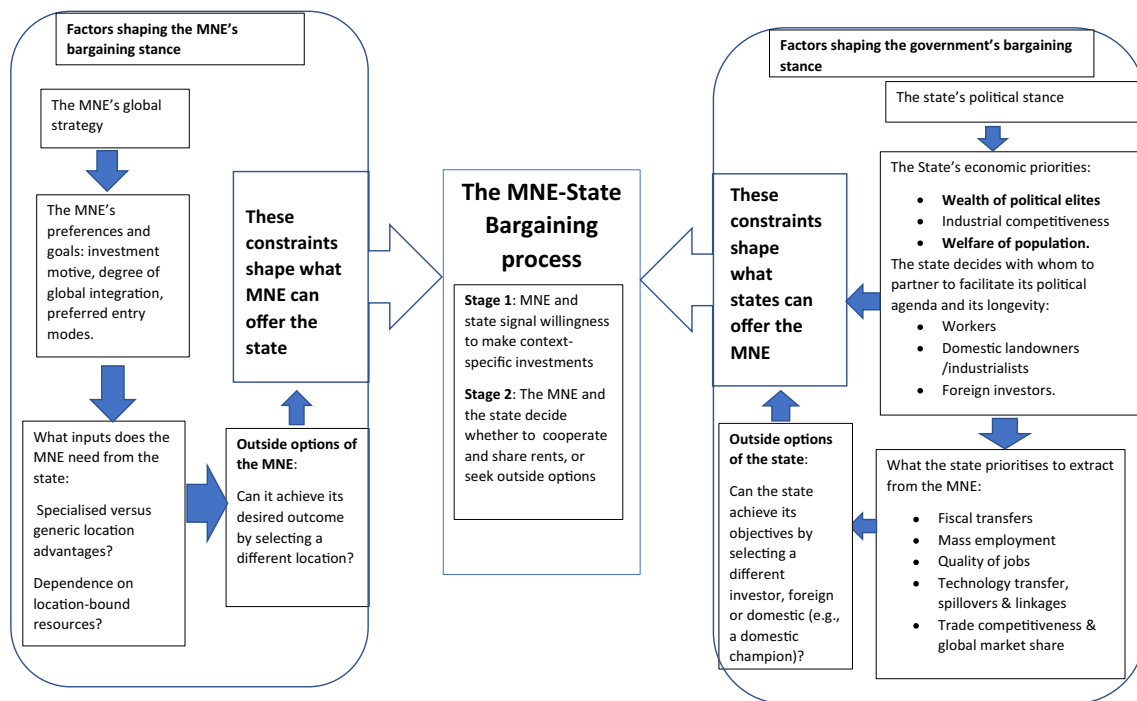 Factors shaping the MNE's
bargaining stance
The MNE's global
strategy
The MNE's
preferences and
goals: investment
motive, degree of
global integration,
preferred entry
modes.
What inputs does the
MNE need from the
state:
Specialised versus
generic location
advantages?
Dependence on
location-bound
resources?
Outside options of
the MNE:
Can it achieve its
desired outcome
by selecting a
different location?
These
constraints
shape what
MNE can
offer the
state
The MNE-State
Bargaining
process
Stage 1: MNE and
state signal willingness
to make context-
specific investments
Stage 2: The MNE and
the state decide
whether to cooperate
and share rents, or
seek outside options
Factors shaping the government's bargaining
stance
The state's political stance
The State's economic priorities:
• Wealth of political elites
• Industrial competitiveness
• Welfare of population.
The state decides with whom to
partner to facilitate its political
agenda and its longevity:
• Workers
• Domestic landowners
/industrialists
• Foreign investors.
What the state prioritises to extract
from the MNE:
• Fiscal transfers
• Mass employment
• Quality of jobs
• Technology transfer,
spillovers & linkages
• Trade competitiveness &
global market share
Outside options
of the state:
Can the state
achieve its
objectives by
selecting a
different
investor, foreign
or domestic (e.g.,
a domestic
champion)?
These
constraints
shape
what
states can
offer the
MNE